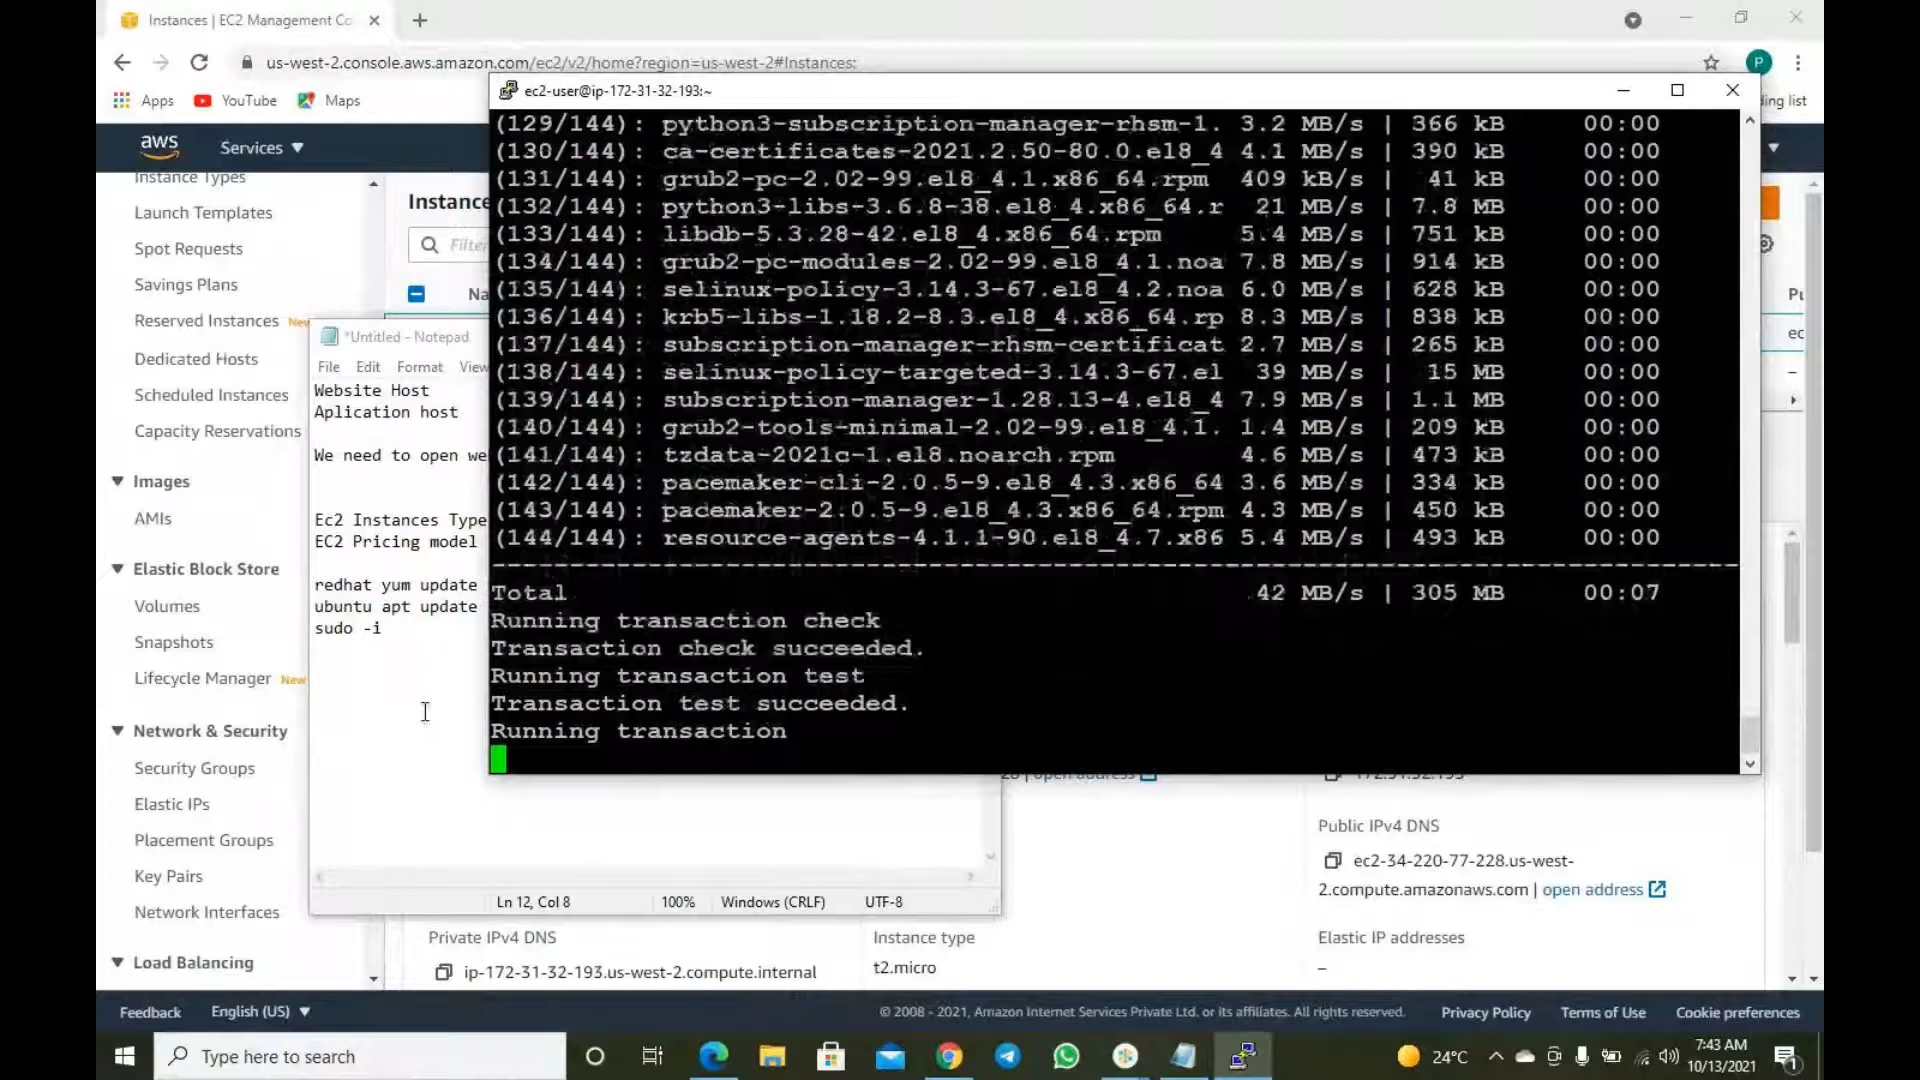 Instances | EC2 Management Co
us-west-2.console.aws.amazon.com/ec2/v2/home?region=us-west-2#Instances:
P
Apps
YouTube
Maps
ding list
aws
Services
Instance Types
Launch Templates
Spot Requests
Savings Plans
Reserved Instances New
Dedicated Hosts
Scheduled Instances
Capacity Reservations
Images
AMIs
Elastic Block Store
Volumes
Snapshots
Lifecycle Manager New
Network & Security
Security Groups
Elastic IPs
Placement Groups
Key Pairs
Network Interfaces
Load Balancing
Instance
Filte
Na
*Untitled - Notepad
File Edit Format View
Website Host
Aplication host
We need to open we
Ec2 Instances Type
EC2 Pricing model
redhat yum update
ubuntu apt update
sudo -i
Ln 12, Col 8
100%
Windows (CRLF)
UTF-8
ec2-user@ip-172-31-32-193:~
(129/144): python3-subscription-manager-rhsm-1. 3.2 MB/s | 366 kB 00:00
(130/144): ca-certificates-2021.2.50-80.0.el8_4 4.1 MB/s | 390 kB 00:00
(131/144): grub2-pc-2.02-99.el8_4.1.x86_64.rpm 409 kB/s | 41 kB 00:00
(132/144): python3-libs-3.6.8-38.el8_4.x86_64.r 21 MB/s | 7.8 MB 00:00
(133/144): libdb-5.3.28-42.el8_4.x86_64.rpm 5.4 MB/s | 751 kB 00:00
(134/144): grub2-pc-modules-2.02-99.el8_4.1.noa 7.8 MB/s | 914 kB 00:00
(135/144): selinux-policy-3.14.3-67.el8_4.2.noa 6.0 MB/s | 628 kB 00:00
(136/144): krb5-libs-1.18.2-8.3.el8_4.x86_64.rp 8.3 MB/s | 838 kB 00:00
(137/144): subscription-manager-rhsm-certificat 2.7 MB/s | 265 kB 00:00
(138/144): selinux-policy-targeted-3.14.3-67.el 39 MB/s | 15 MB 00:00
(139/144): subscription-manager-1.28.13-4.el8_4 7.9 MB/s | 1.1 MB 00:00
(140/144): grub2-tools-minimal-2.02-99.el8_4.1. 1.4 MB/s | 209 kB 00:00
(141/144): tzdata-2021c-1.el8.noarch.rpm 4.6 MB/s | 473 kB 00:00
(142/144): pacemaker-cli-2.0.5-9.el8_4.3.x86_64 3.6 MB/s | 334 kB 00:00
(143/144): pacemaker-2.0.5-9.el8_4.3.x86_64.rpm 4.3 MB/s | 450 kB 00:00
(144/144): resource-agents-4.1.1-90.el8_4.7.x86 5.4 MB/s | 493 kB 00:00
--------------------------------------------------------------------------------
Total 42 MB/s | 305 MB 00:07
Running transaction check
Transaction check succeeded.
Running transaction test
Transaction test succeeded.
Running transaction
Pu
ec
–
Public IPv4 DNS
ec2-34-220-77-228.us-west-
2.compute.amazonaws.com | open address
Private IPv4 DNS
ip-172-31-32-193.us-west-2.compute.internal
Instance type
t2.micro
Elastic IP addresses
–
Feedback
English (US)
© 2008 - 2021, Amazon Internet Services Private Ltd. or its affiliates. All rights reserved.
Privacy Policy
Terms of Use
Cookie preferences
Type here to search
24°C
7:43 AM
10/13/2021
1